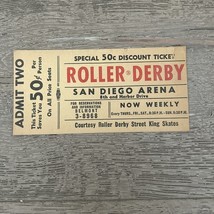 ADMIT TWO
This Ticket 50¢ Per
Saves You Person
On All Price Seats
SPECIAL 50¢ DISCOUNT TICKET
ROLLER DERBY
SAN DIEGO ARENA
8th and Harbor Drive
FOR RESERVATIONS
AND INFORMATION
BELMONT
3-8968
NOW WEEKLY
Courtesy Roller Derby Street King Skates